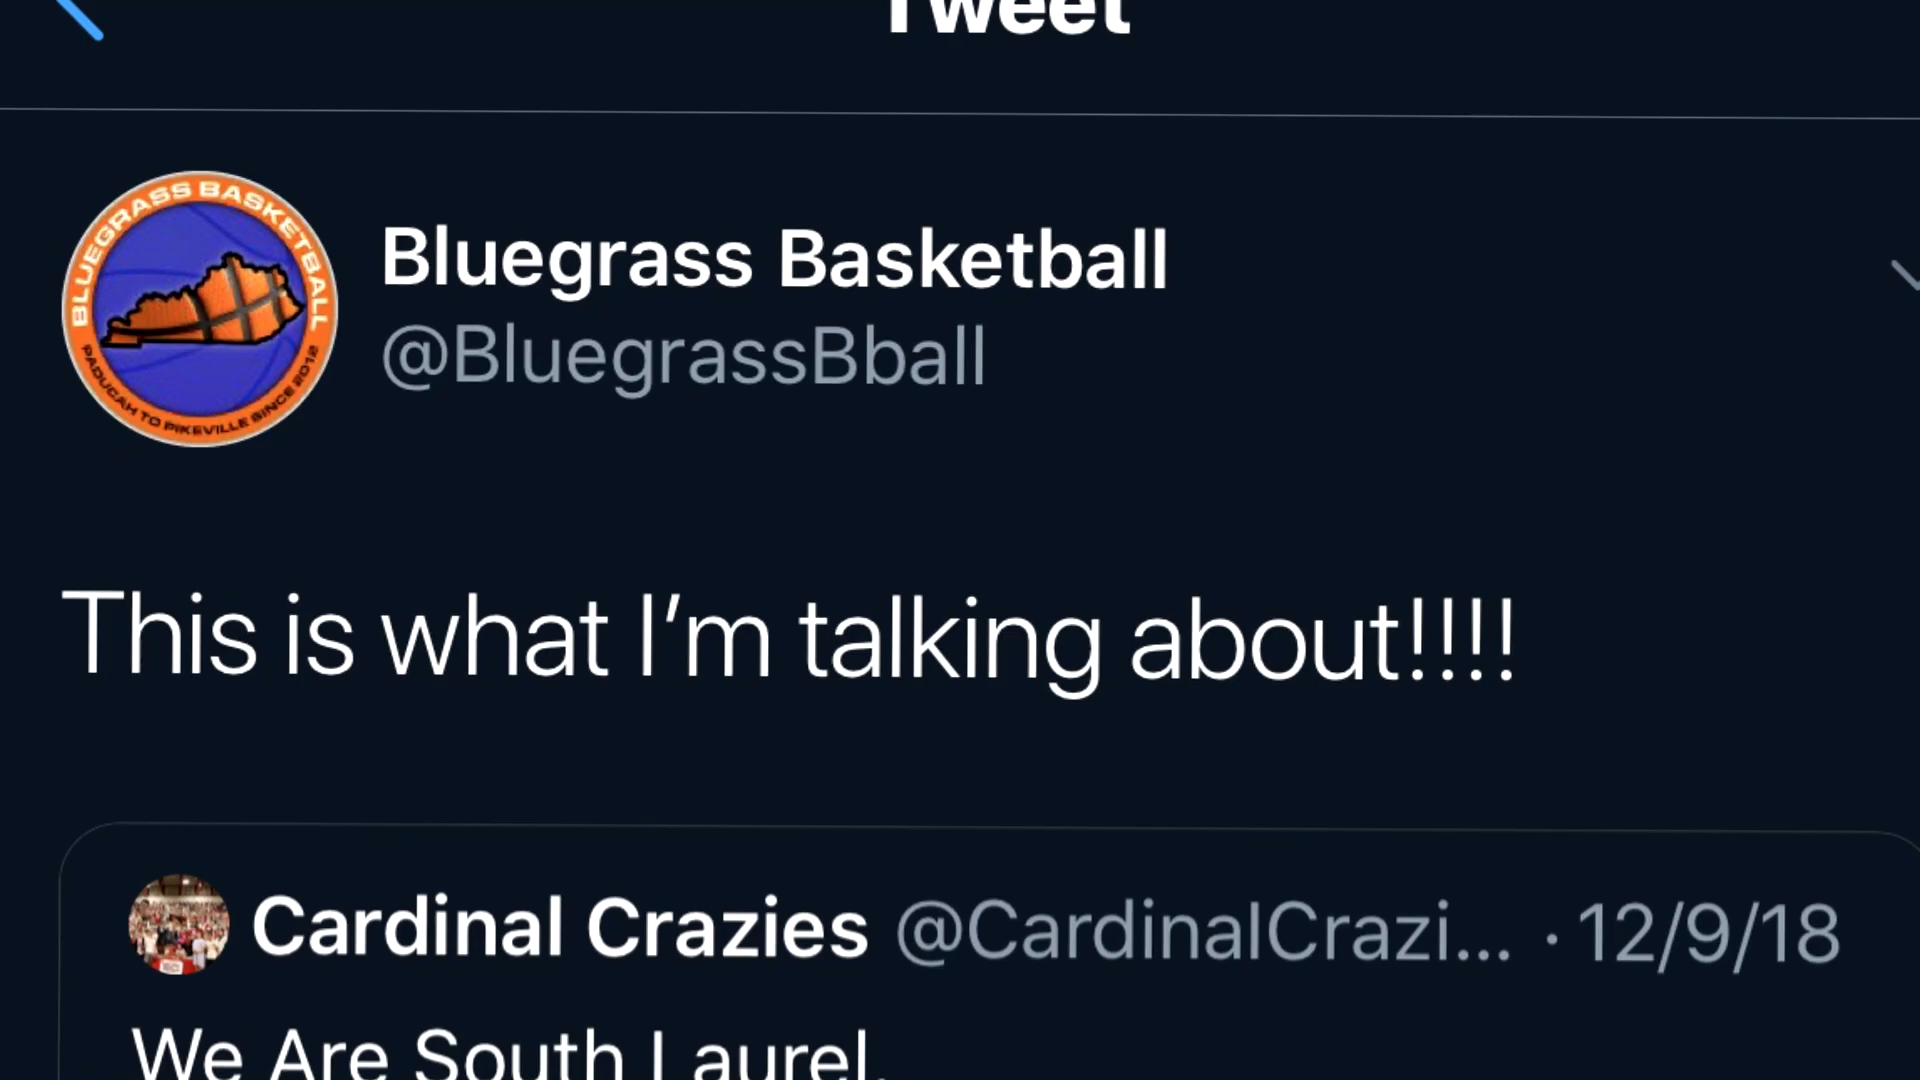 Tweet
BLUEGRASS BASKETBALL
PADUCAH TO PIKEVILLE SINCE 2012
Bluegrass Basketball
@BluegrassBball
This is what I’m talking about!!!!
Cardinal Crazies @CardinalCrazi... · 12/9/18
We Are South Laurel.